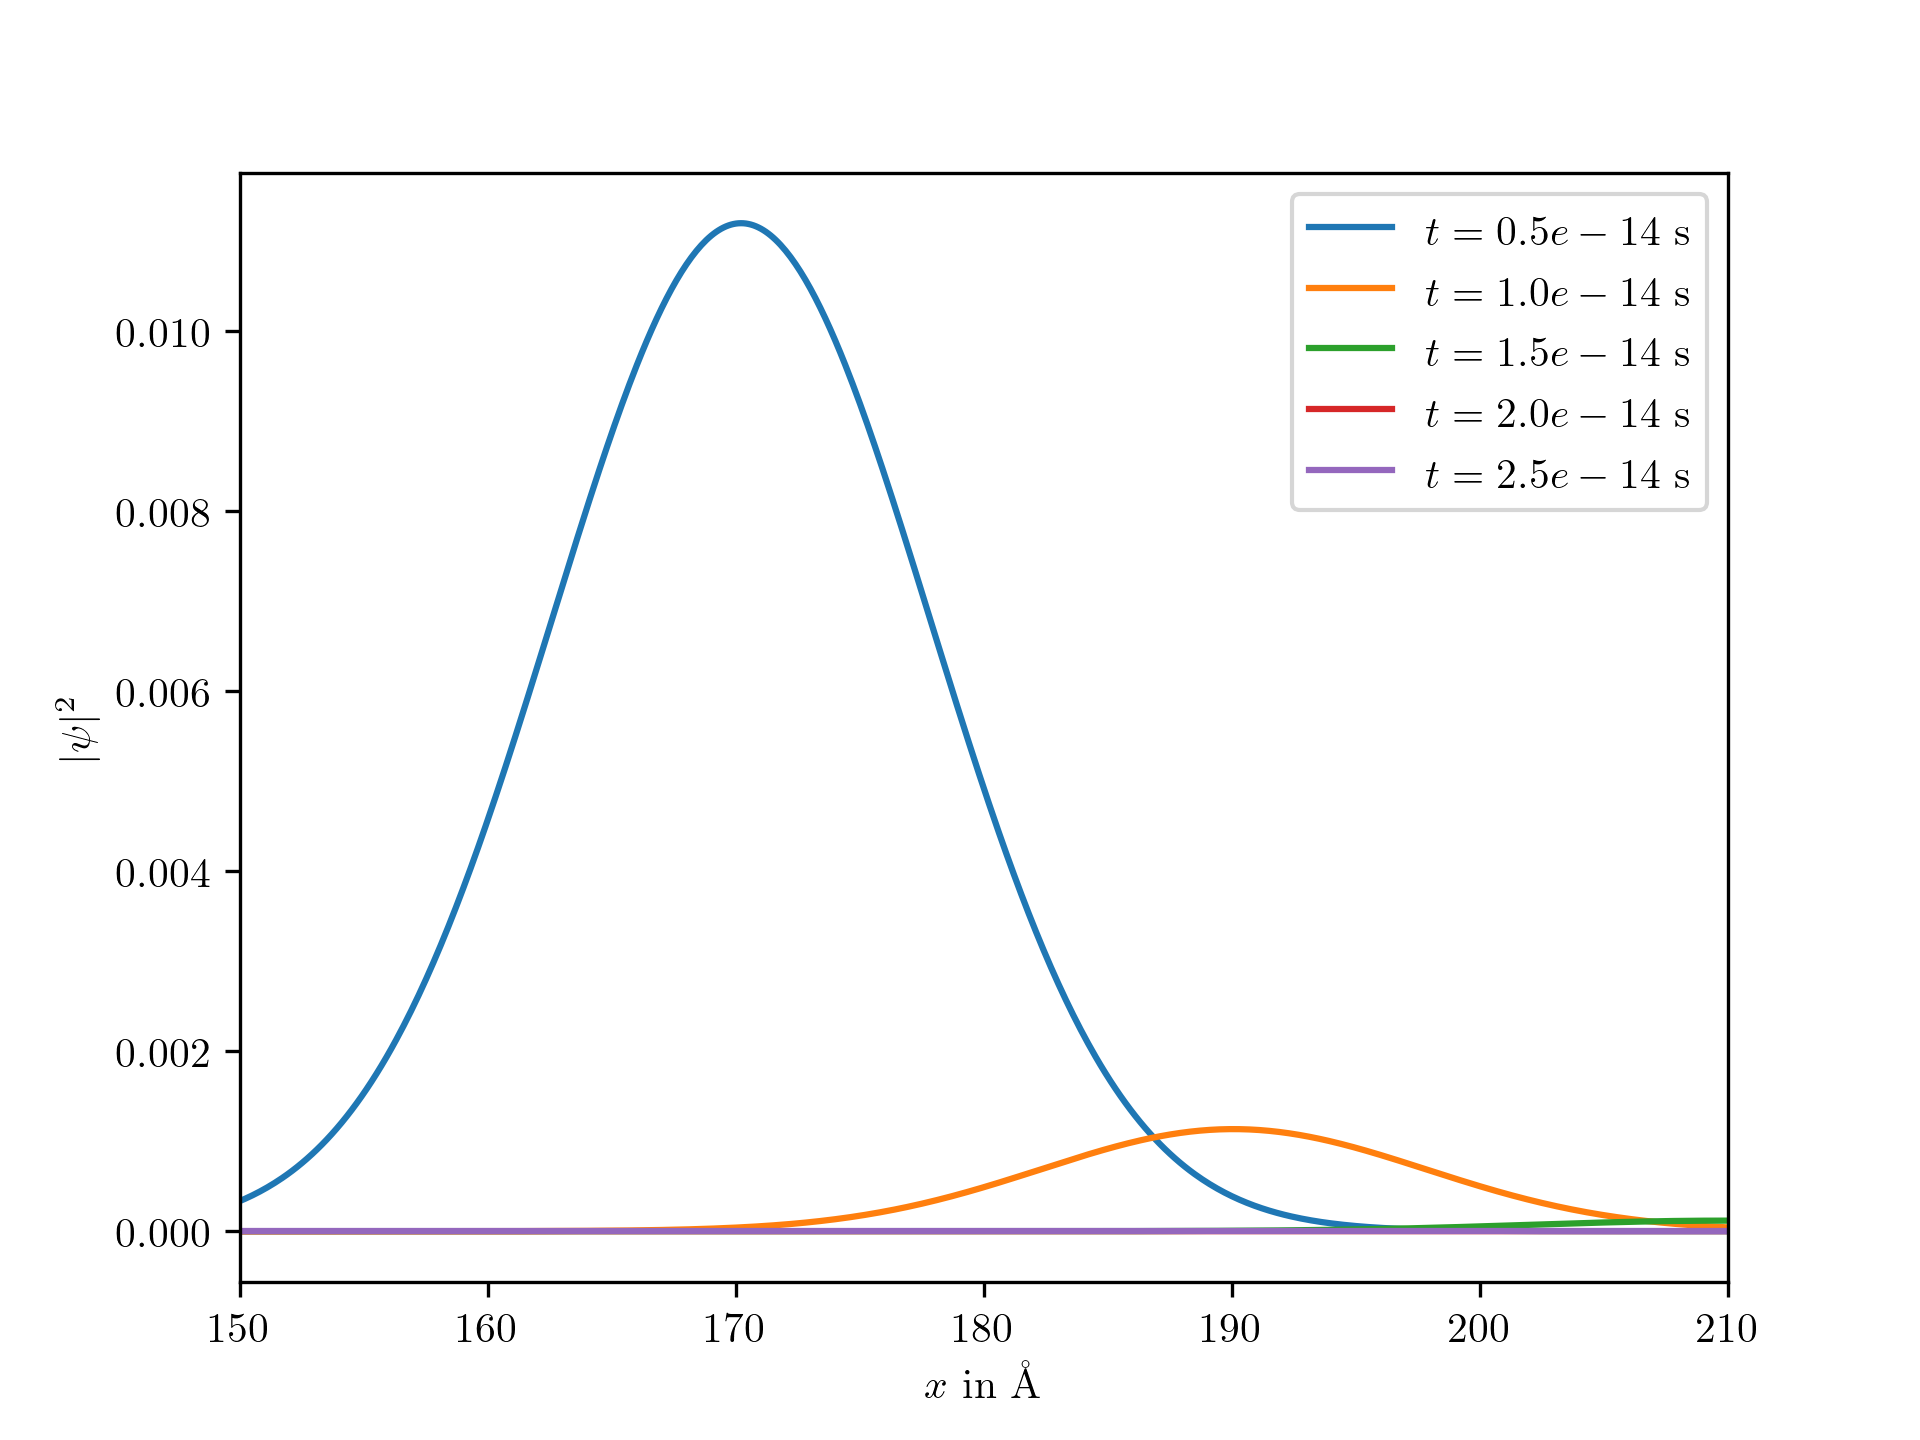 t = 0.5e − 14 s
t = 1.0e − 14 s
t = 1.5e − 14 s
t = 2.0e − 14 s
t = 2.5e − 14 s
0.010
0.008
0.006
0.004
0.002
0.000
|ψ|²
150 160 170 180 190 200 210
x in Å